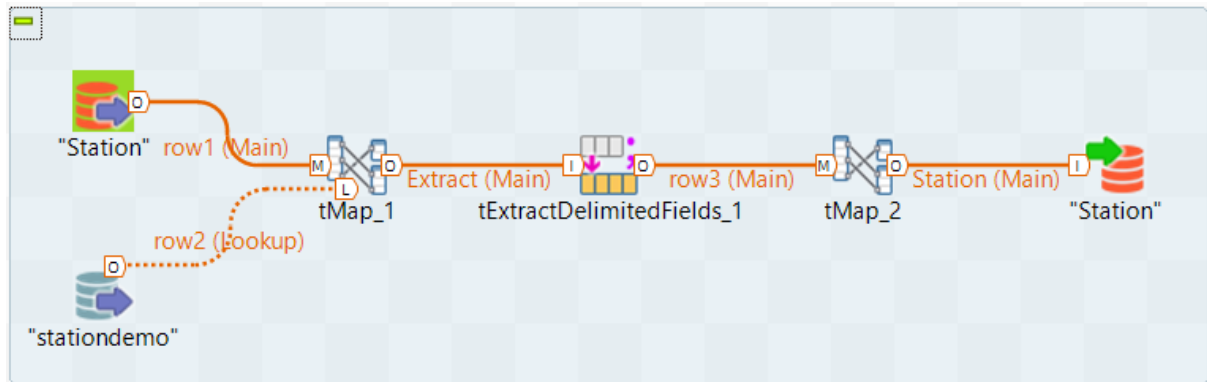 O
"Station" row1 (Main)
M O Extract (Main) I O row3 (Main) M O Station (Main) I
L
tMap_1 tExtractDelimitedFields_1 tMap_2 "Station"
row2 (Lookup)
O
"stationdemo"